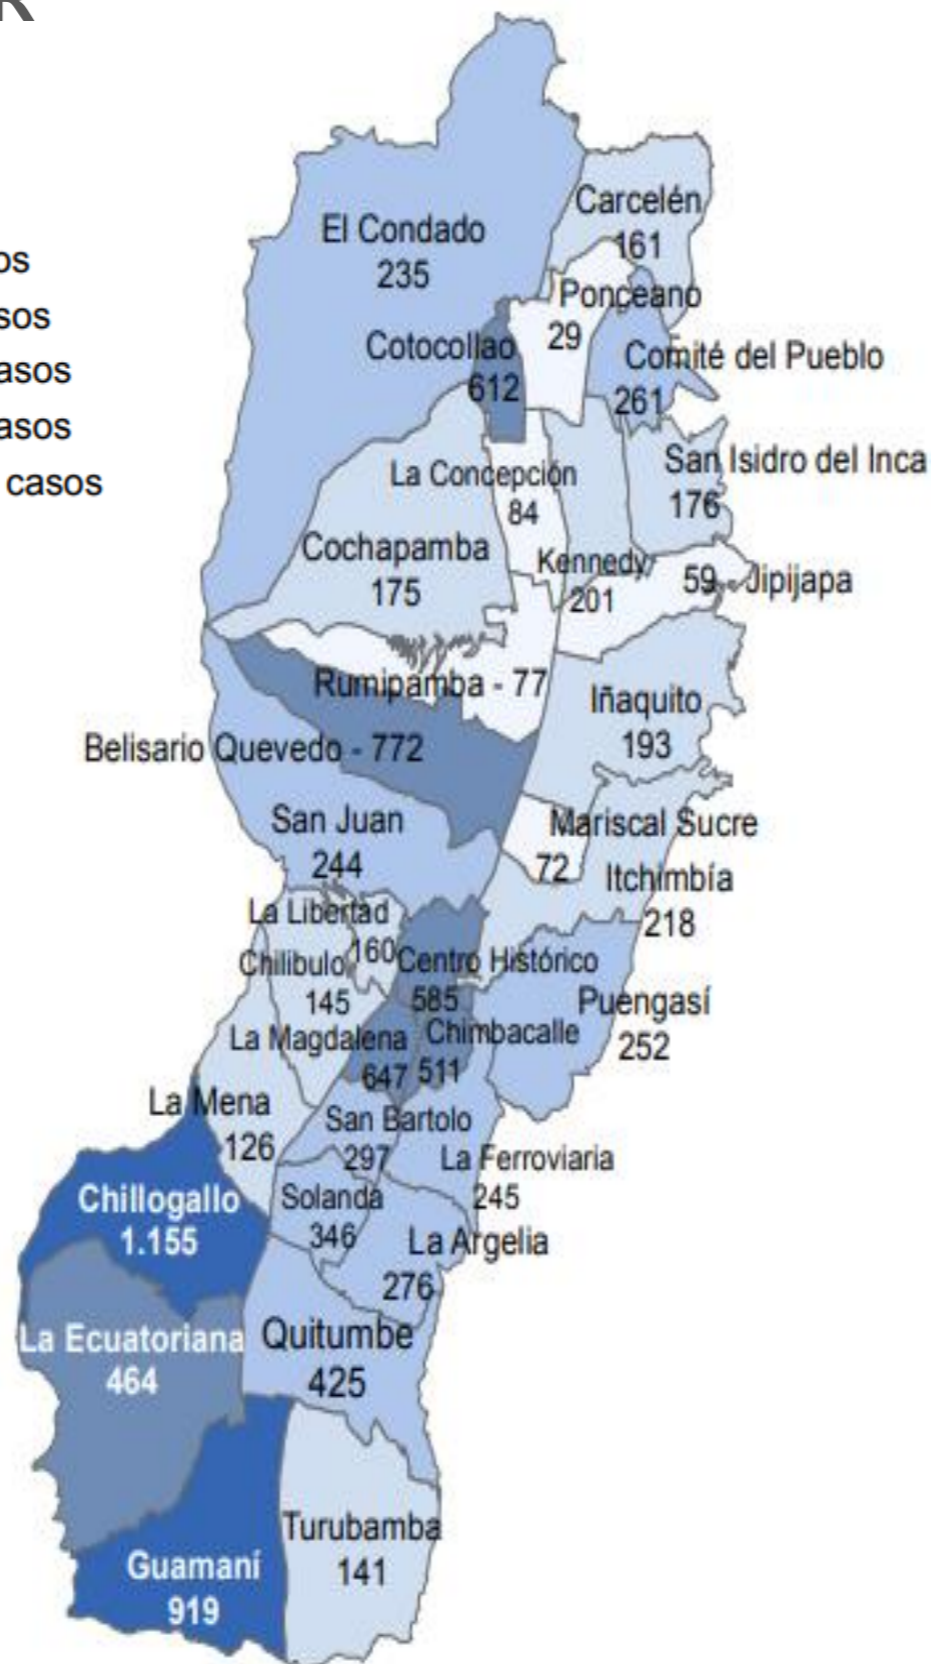 R
os
sos
asos
asos
casos
El Condado
235
Carcelén
161
Ponceano
29
Cotocollao
612
Comité del Pueblo
261
La Concepción
84
San Isidro del Inca
176
Cochapamba
175
Kennedy
201
59 - Jipijapa
Rumipamba - 77
Iñaquito
193
Belisario Quevedo - 772
San Juan
244
Mariscal Sucre
72
Itchimbía
218
La Libertad
160
Chilibulo
145
Centro Histórico
585
Puengasí
252
La Magdalena
647
Chimbacalle
511
La Mena
126
San Bartolo
297
La Ferroviaria
245
Chillogallo
1.155
Solanda
346
La Argelia
276
La Ecuatoriana
464
Quitumbe
425
Turubamba
141
Guamaní
919